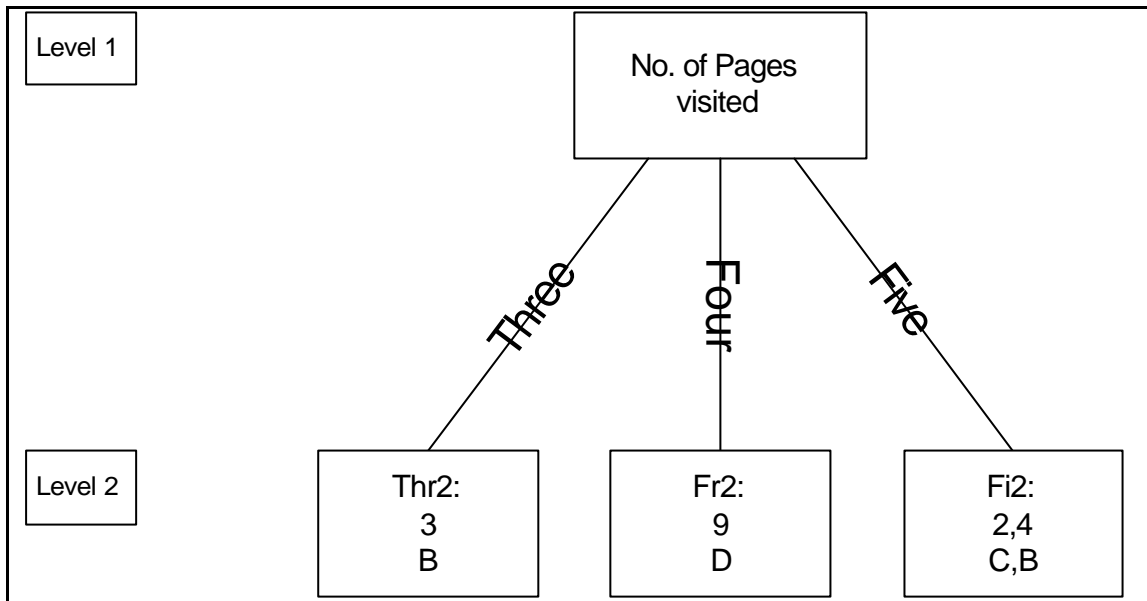 Level 1
No. of Pages
visited
Three
Four
Five
Level 2
Thr2:
3
B
Fr2:
9
D
Fi2:
2,4
C,B